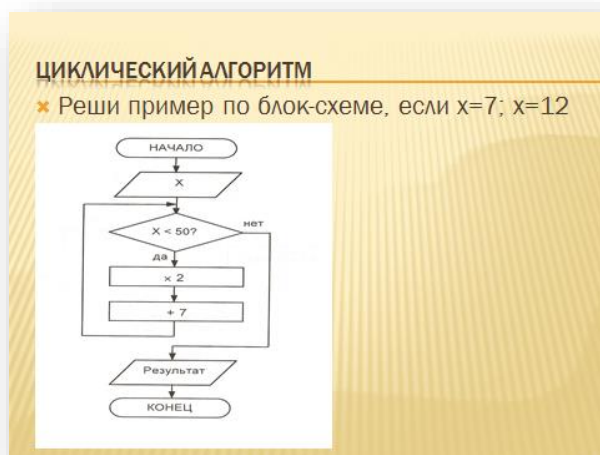 ЦИКЛИЧЕСКИЙ АЛГОРИТМ
Реши пример по блок-схеме, если х=7; х=12
НАЧАЛО
X
X < 50?
нет
да
× 2
+ 7
Результат
КОНЕЦ